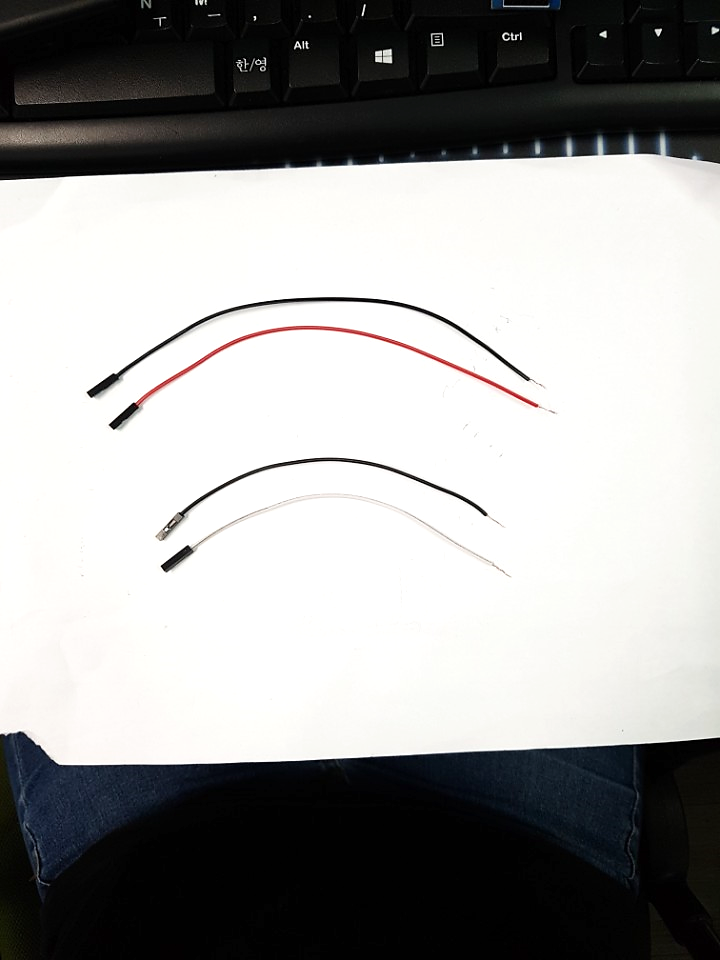 N M , . /
ㅜ ㅡ
한/영 Alt Ctrl